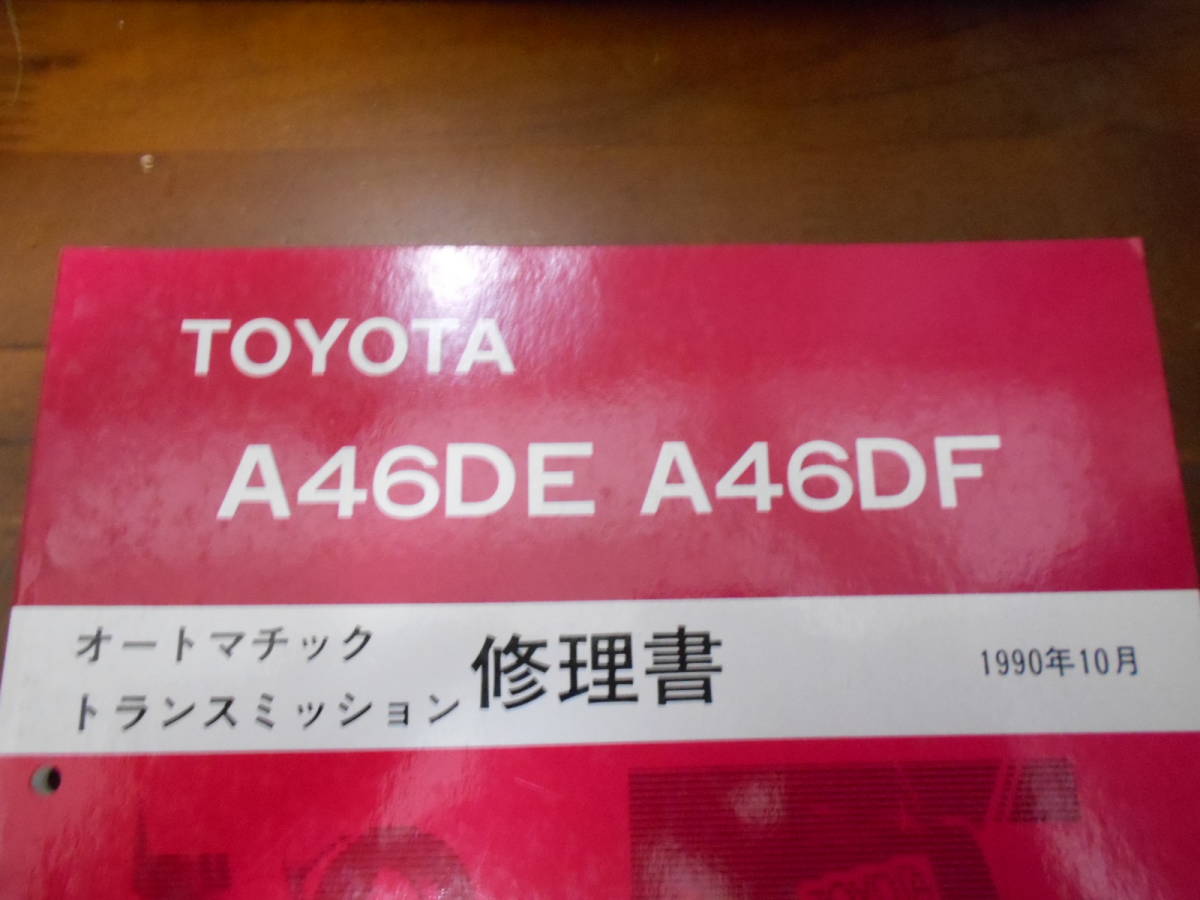 TOYOTA
A46DE A46DF
オートマチック
トランスミッション
修理書
1990年10月
TOYOTA